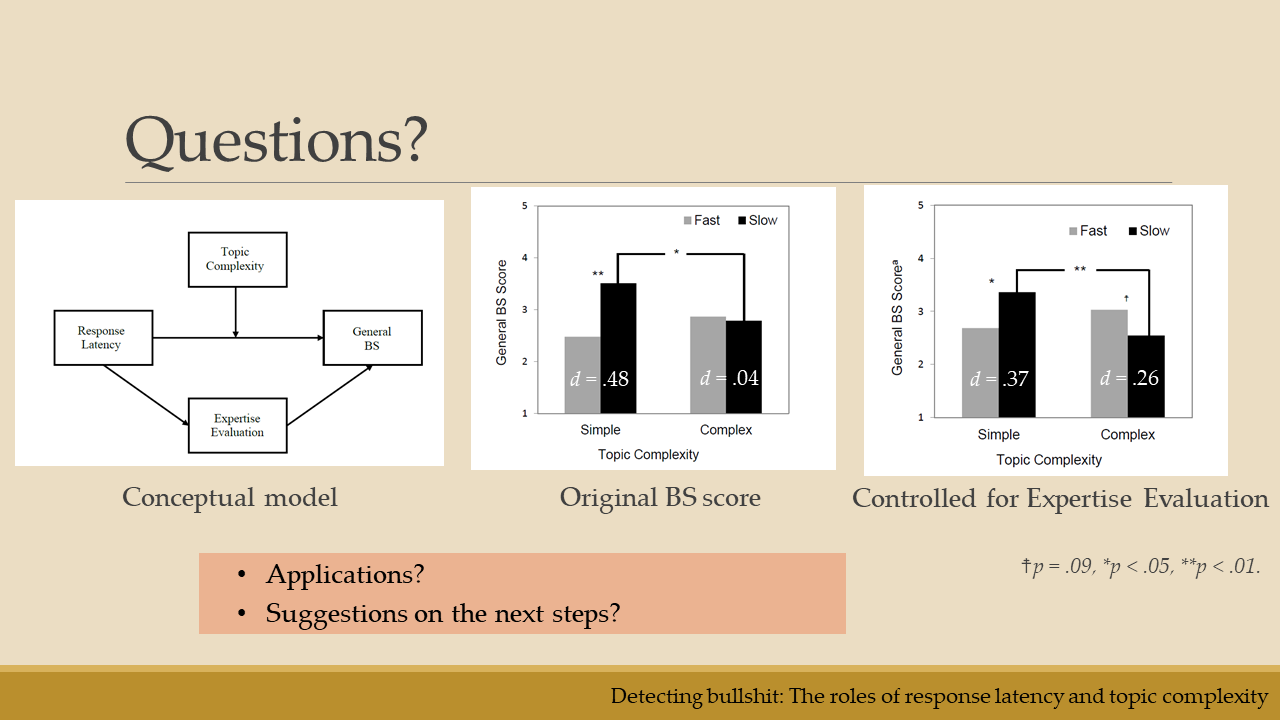 Questions?
Topic
Complexity
Response
Latency
General
BS
Expertise
Evaluation
Conceptual model
General BS Score
5
4
3
2
1
Fast
Slow
**
*
d = .48
d = .04
Simple
Complex
Topic Complexity
Original BS score
General BS Scoreª
5
4
3
2
1
Fast
Slow
*
**
☨
d = .37
d = .26
Simple
Complex
Topic Complexity
Controlled for Expertise Evaluation
☨p = .09, *p < .05, **p < .01.
• Applications?
• Suggestions on the next steps?
Detecting bullshit: The roles of response latency and topic complexity